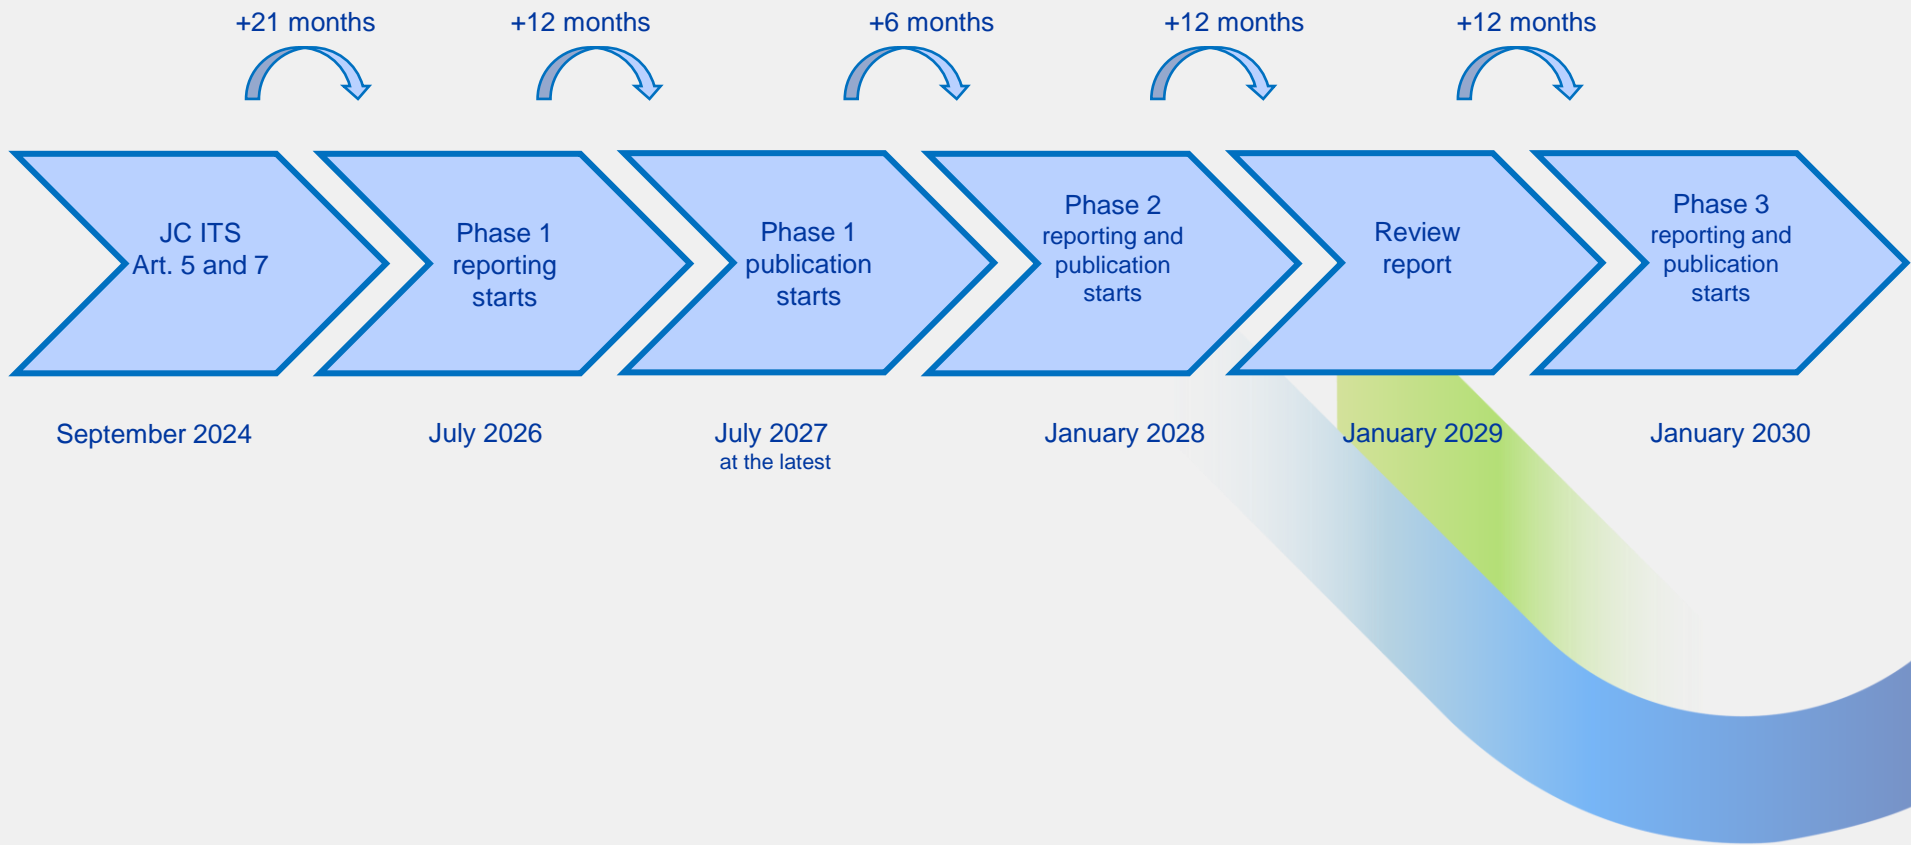 +21 months
+12 months
+6 months
+12 months
+12 months
JC ITS
Art. 5 and 7
Phase 1
reporting
starts
Phase 1
publication
starts
Phase 2
reporting and
publication
starts
Review
report
Phase 3
reporting and
publication
starts
September 2024
July 2026
July 2027
at the latest
January 2028
January 2029
January 2030